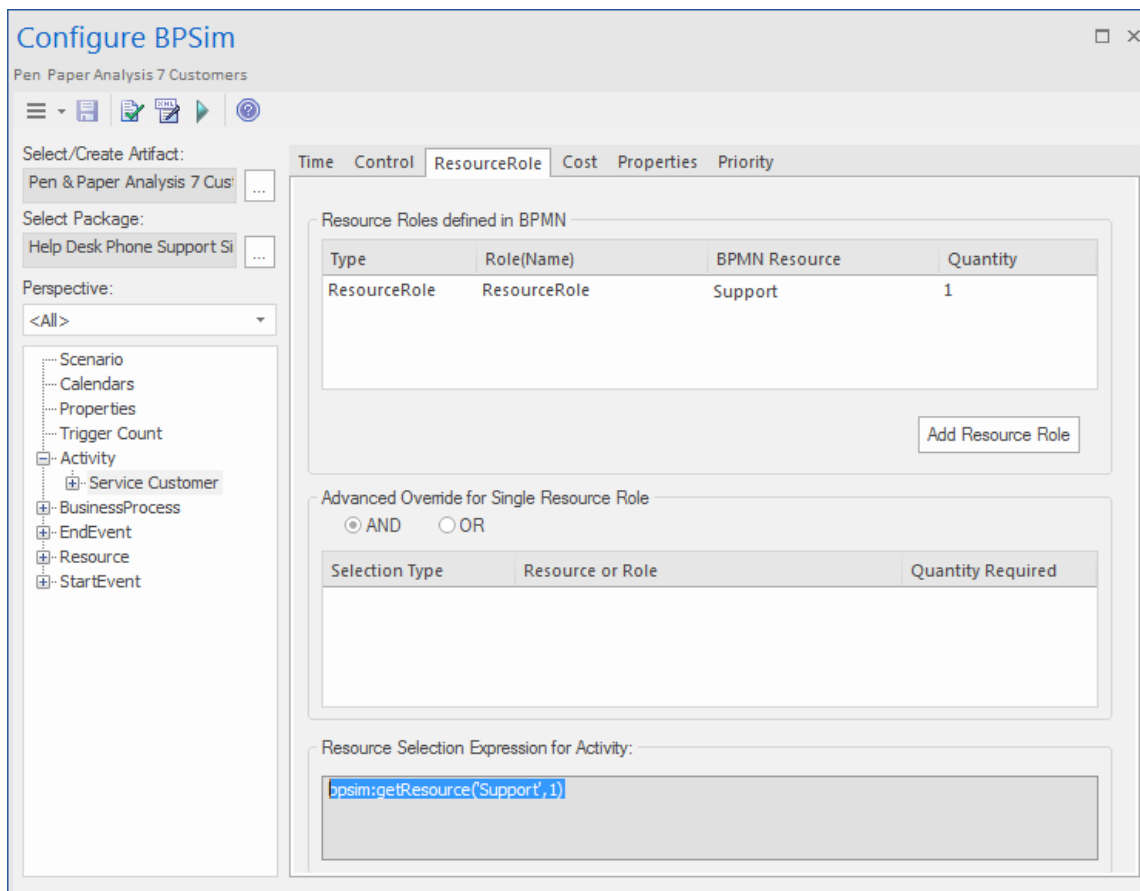 Configure BPSim
Pen Paper Analysis 7 Customers
Select/Create Artifact:
Pen & Paper Analysis 7 Cus
...
Select Package:
Help Desk Phone Support Si
...
Perspective:
<All>
Scenario
Calendars
Properties
Trigger Count
Activity
Service Customer
BusinessProcess
EndEvent
Resource
StartEvent
Time Control ResourceRole Cost Properties Priority
Resource Roles defined in BPMN
Type Role(Name) BPMN Resource Quantity
ResourceRole ResourceRole Support 1
Add Resource Role
Advanced Override for Single Resource Role
AND OR
Selection Type Resource or Role Quantity Required
Resource Selection Expression for Activity:
bpsim:getResource('Support',1)